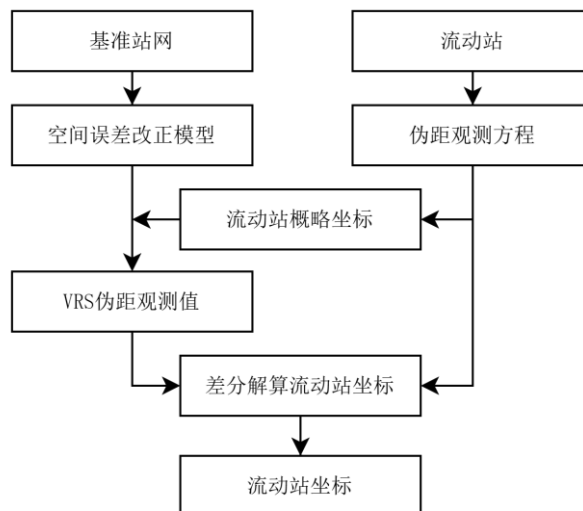 基准站网
流动站
空间误差改正模型
伪距观测方程
流动站概略坐标
VRS伪距观测值
差分解算流动站坐标
流动站坐标